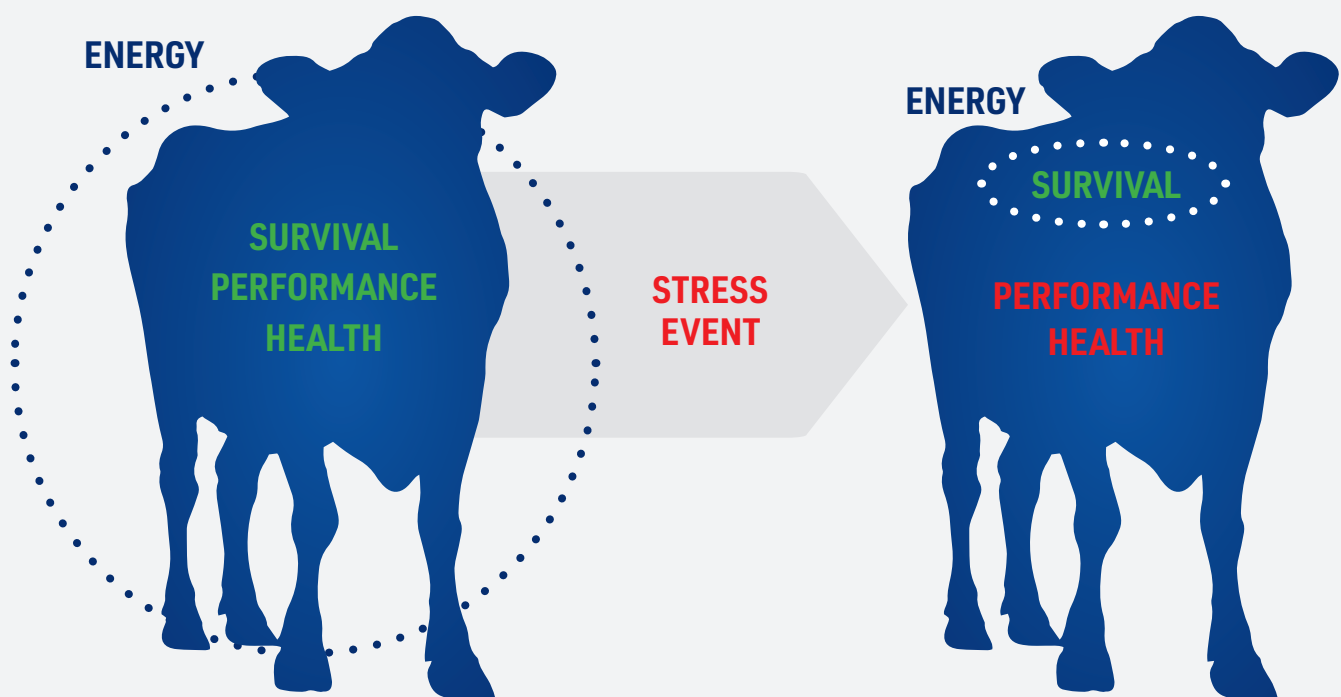 ENERGY
SURVIVAL
PERFORMANCE
HEALTH
STRESS
EVENT
ENERGY
SURVIVAL
PERFORMANCE
HEALTH